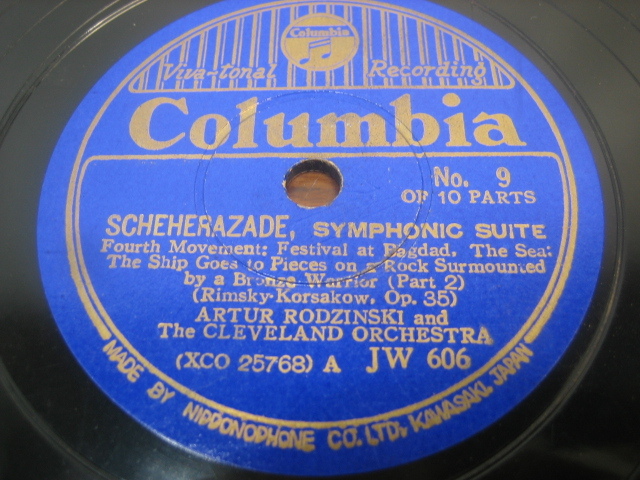 Columbia
Viva-tonal Recording
Columbia
No. 9
OF 10 PARTS
SCHEHERAZADE, SYMPHONIC SUITE
Fourth Movement: Festival at Bagdad, The Sea:
The Ship Goes to Pieces on a Rock Surmounted
by a Bronze Warrior (Part 2)
(Rimsky-Korsakow, Op. 35)
ARTUR RODZINSKI and
The CLEVELAND ORCHESTRA
(XCO 25768) A JW 606
MADE BY NIPPONOPHONE CO. LTD., KAWASAKI, JAPAN